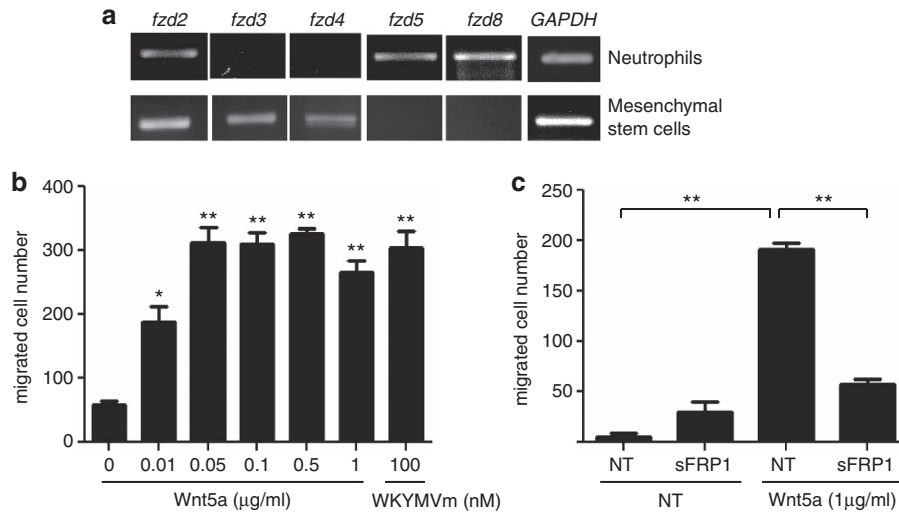 a
fzd2 fzd3 fzd4 fzd5 fzd8 GAPDH
Neutrophils
Mesenchymal
stem cells
b
migrated cell number
400
300
200
100
0
* ** ** ** ** **
0 0.01 0.05 0.1 0.5 1 100
Wnt5a (μg/ml) WKYMVm (nM)
c
migrated cell number
250
200
150
100
50
** **
NT sFRP1 NT sFRP1
NT Wnt5a (1μg/ml)